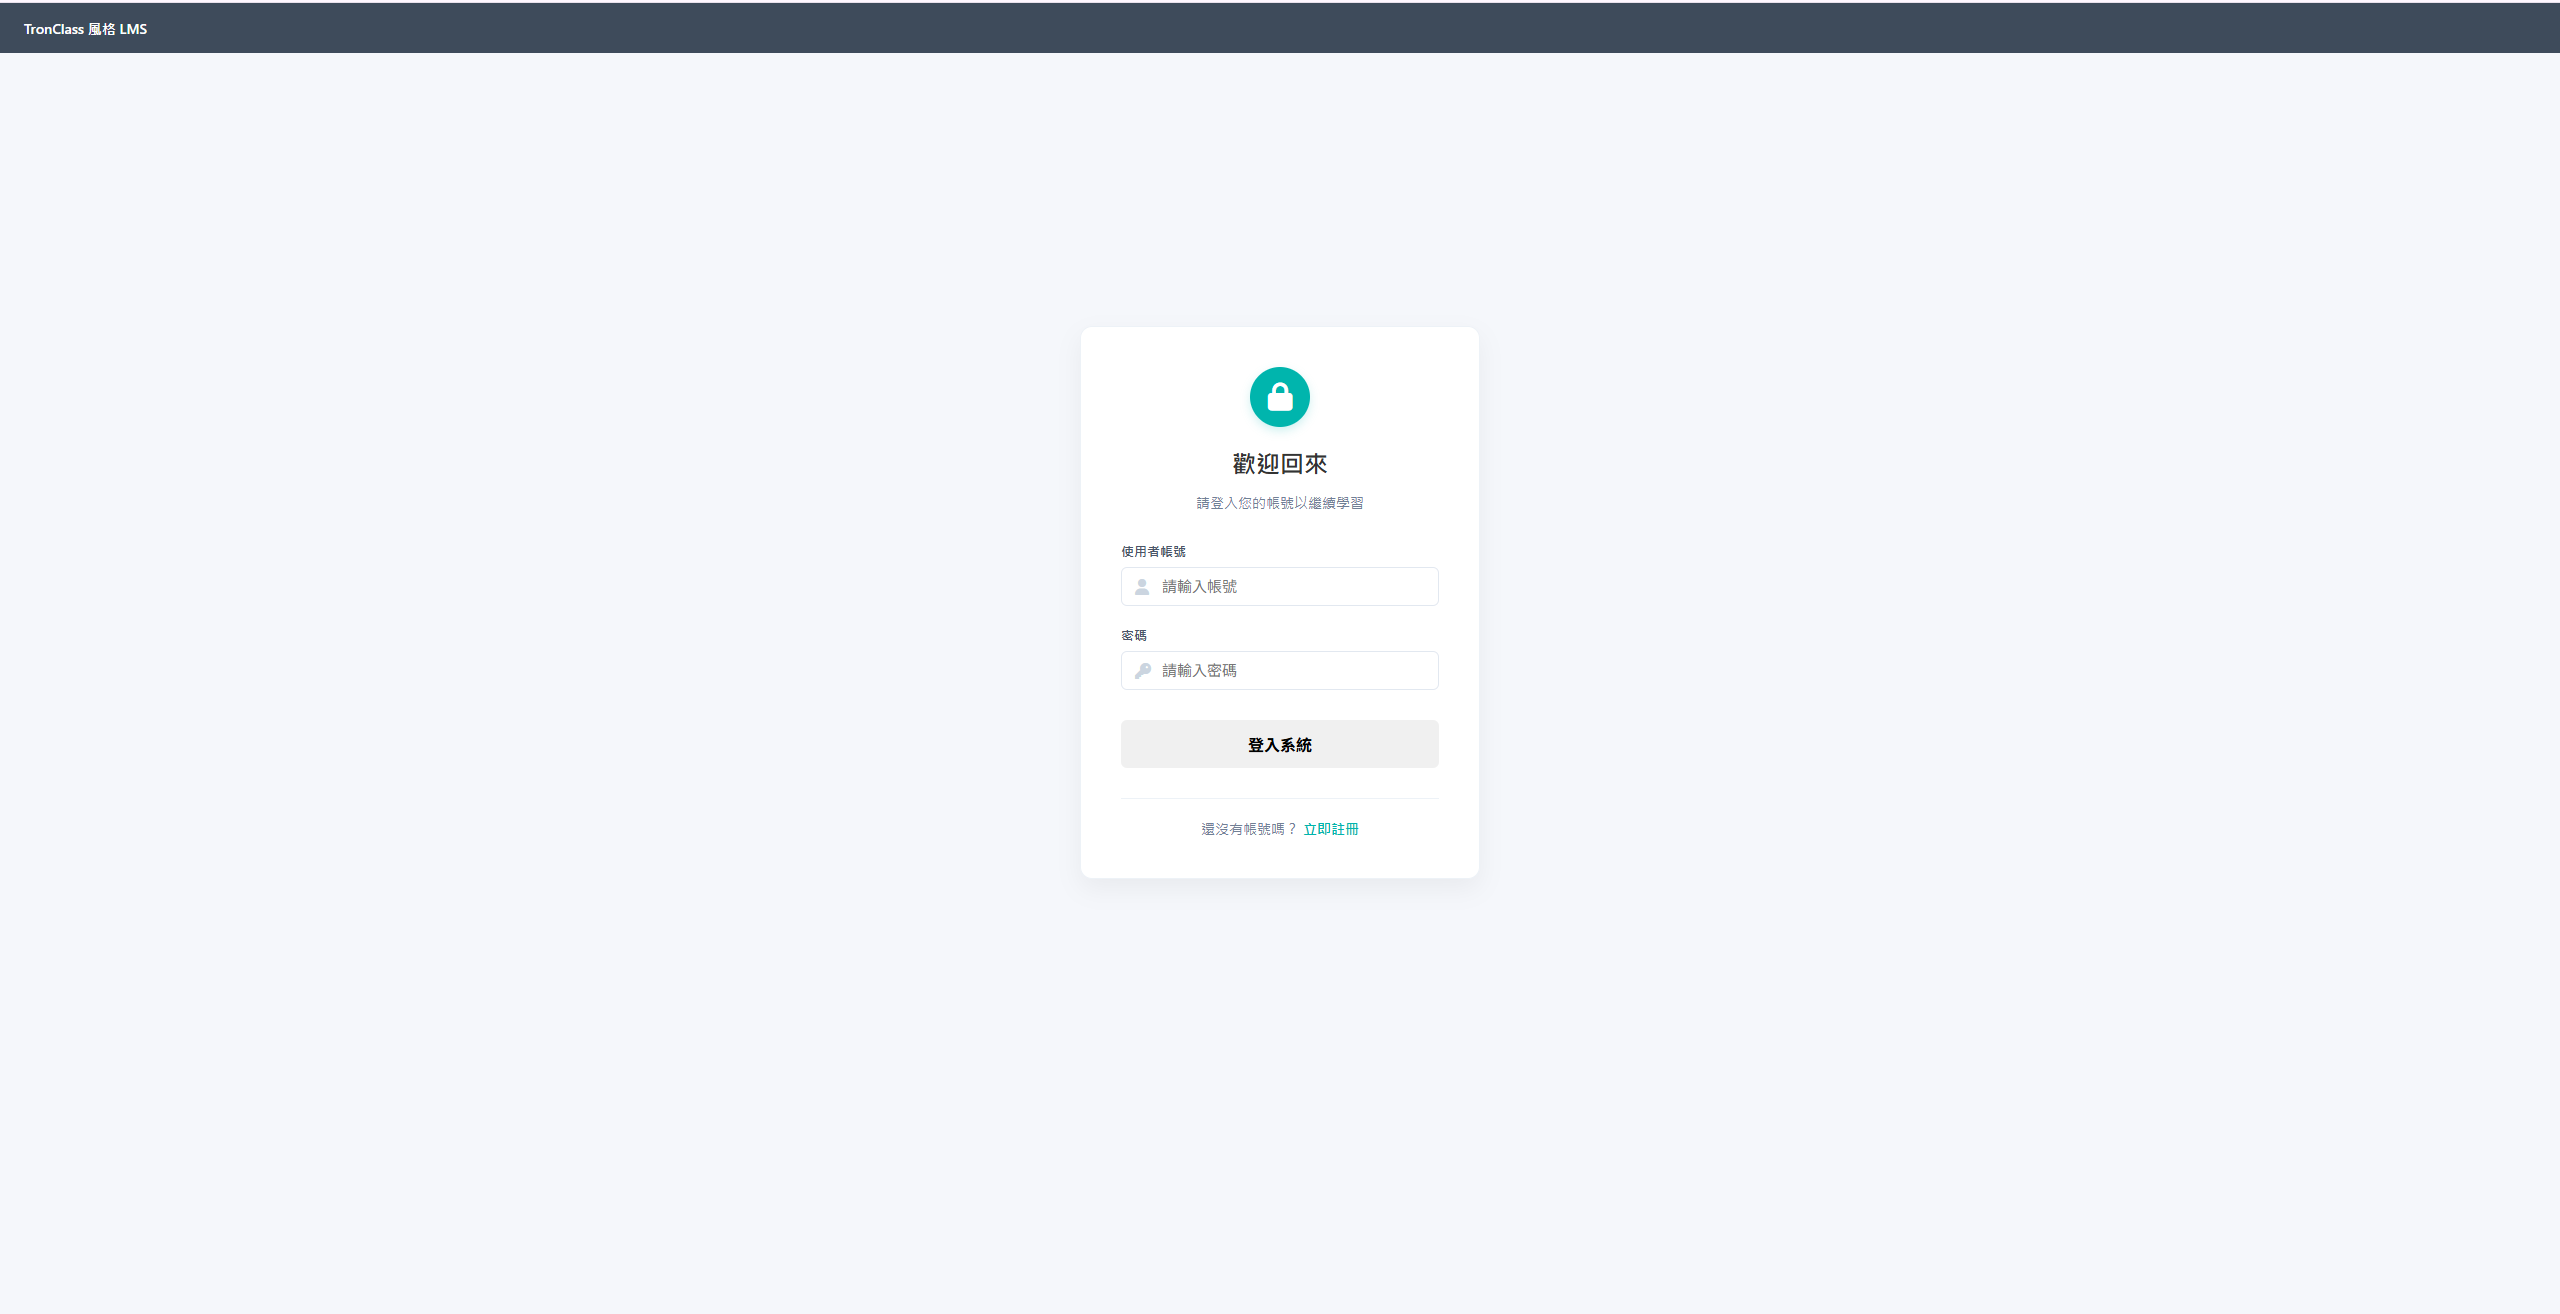 TronClass 風格 LMS
歡迎回來
請登入您的帳號以繼續學習
使用者帳號
請輸入帳號
密碼
請輸入密碼
登入系統
還沒有帳號嗎？ 立即註冊